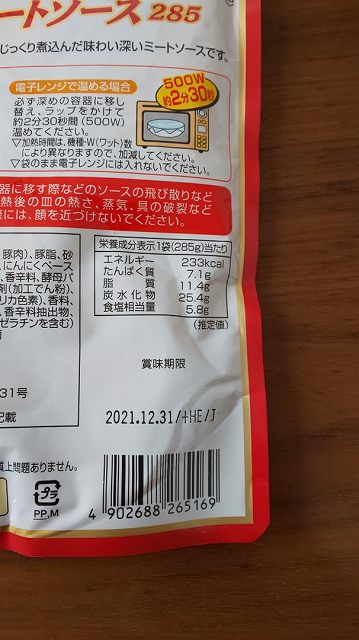 ートソース 285
じっくり煮込んだ味わい深いミートソースです。
電子レンジで温める場合
必ず深めの容器に移し
替え、ラップをかけて
約2分30秒間(500W)
温めてください。
500W
約2分30秒
▽加熱時間は、機種・W(ワット)数
により異なりますので、加減してください。
▽袋のまま電子レンジには入れないでください。
器に移す際などのソースの飛び散りなど
熱後の皿の熱さ、蒸気、具の破裂など
際には、顔を近づけないでください。
豚肉)、豚脂、砂
、にんにくペース
、香辛料、酵母パ
剤(加工でん粉)、
リカ色素)、香料、
、香辛料抽出物、
ゼラチンを含む)
栄養成分表示1袋(285g)当たり
エネルギー 233kcal
たんぱく質 7.1g
脂質 11.4g
炭水化物 25.4g
食塩相当量 5.8g
(推定値)
賞味期限
31号
記載
2021.12.31/+HE/J
質上問題ありません。
プラ
PP,M
4 902688 265169